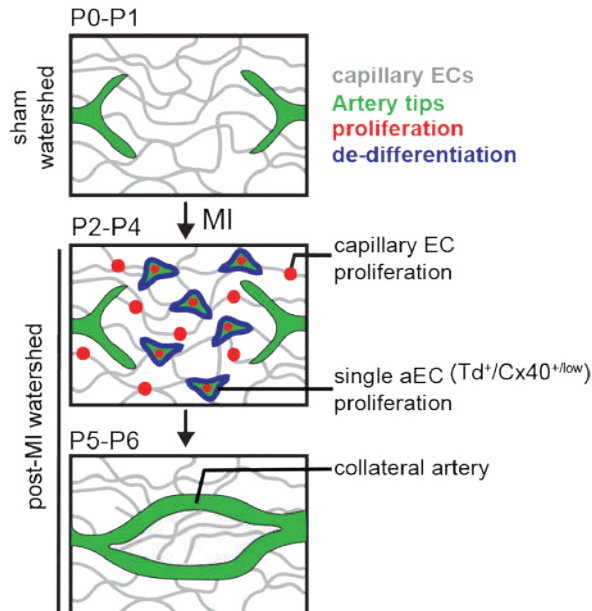 P0-P1
sham
watershed
capillary ECs
Artery tips
proliferation
de-differentiation
MI
P2-P4
capillary EC
proliferation
single aEC (Td⁺/Cx40⁺/ˡᵒʷ)
proliferation
post-MI watershed
P5-P6
collateral artery